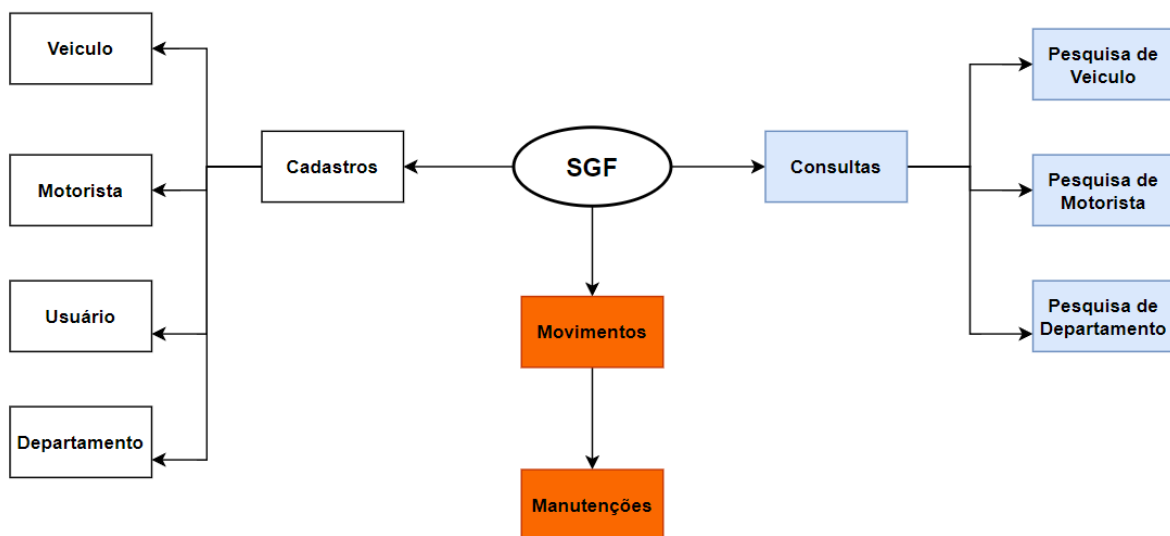 Veiculo
Motorista
Usuário
Departamento
Cadastros
SGF
Movimentos
Manutenções
Consultas
Pesquisa de
Veiculo
Pesquisa de
Motorista
Pesquisa de
Departamento